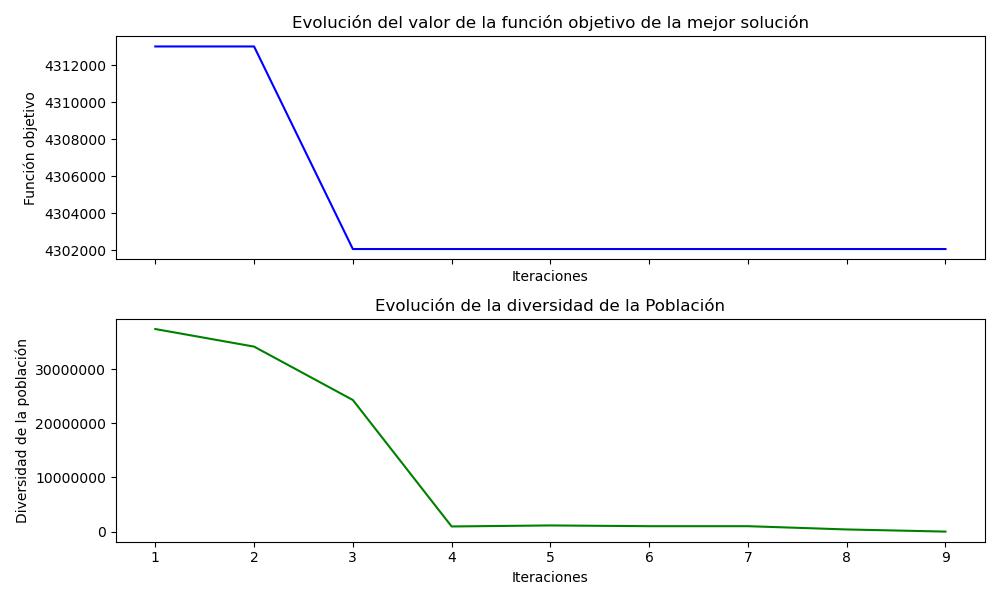 Evolución del valor de la función objetivo de la mejor solución
4312000
4310000
4308000
4306000
4304000
4302000
Función objetivo
Iteraciones
Evolución de la diversidad de la Población
30000000
20000000
10000000
0
Diversidad de la población
1 2 3 4 5 6 7 8 9
Iteraciones